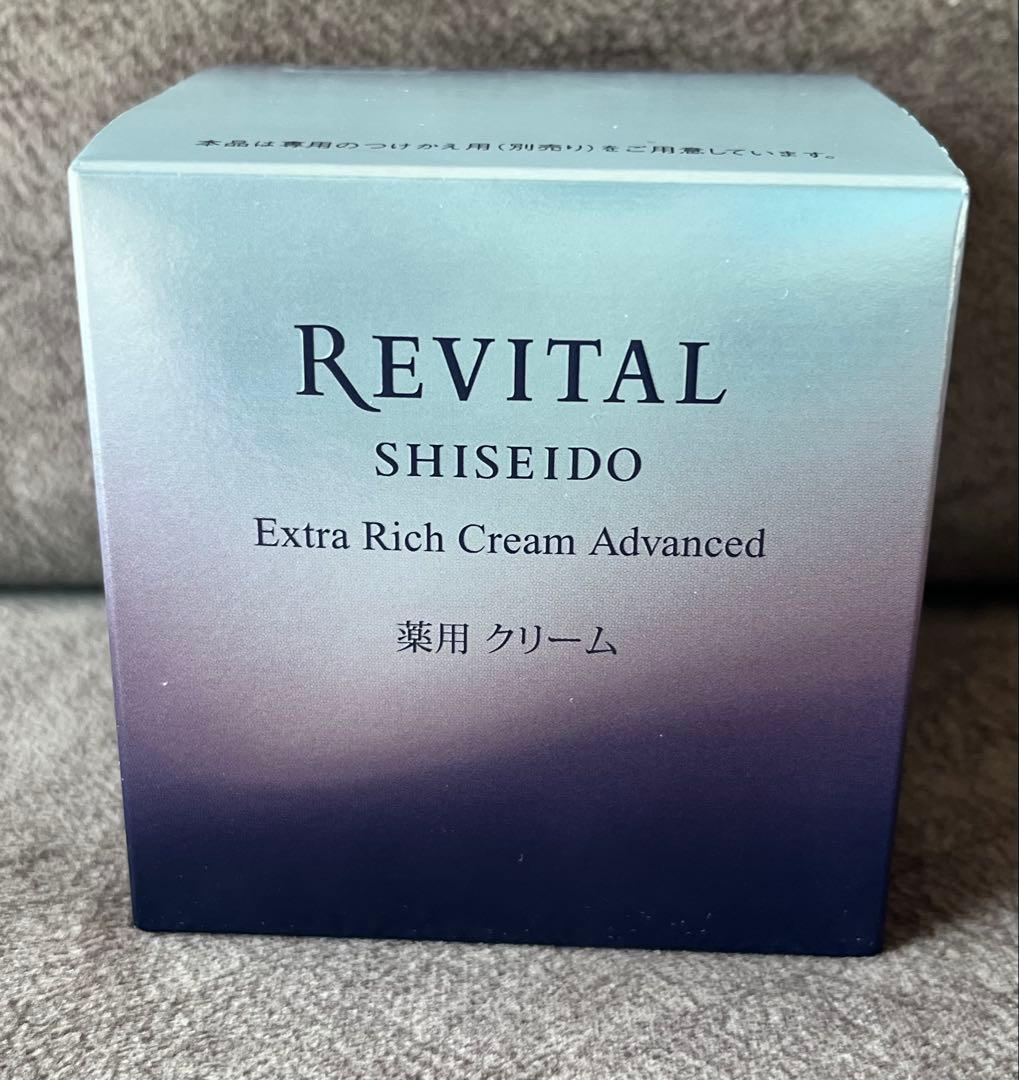 本品は専用のつけかえ用(別売り)をご用意しています。
REVITAL
SHISEIDO
Extra Rich Cream Advanced
薬用 クリーム